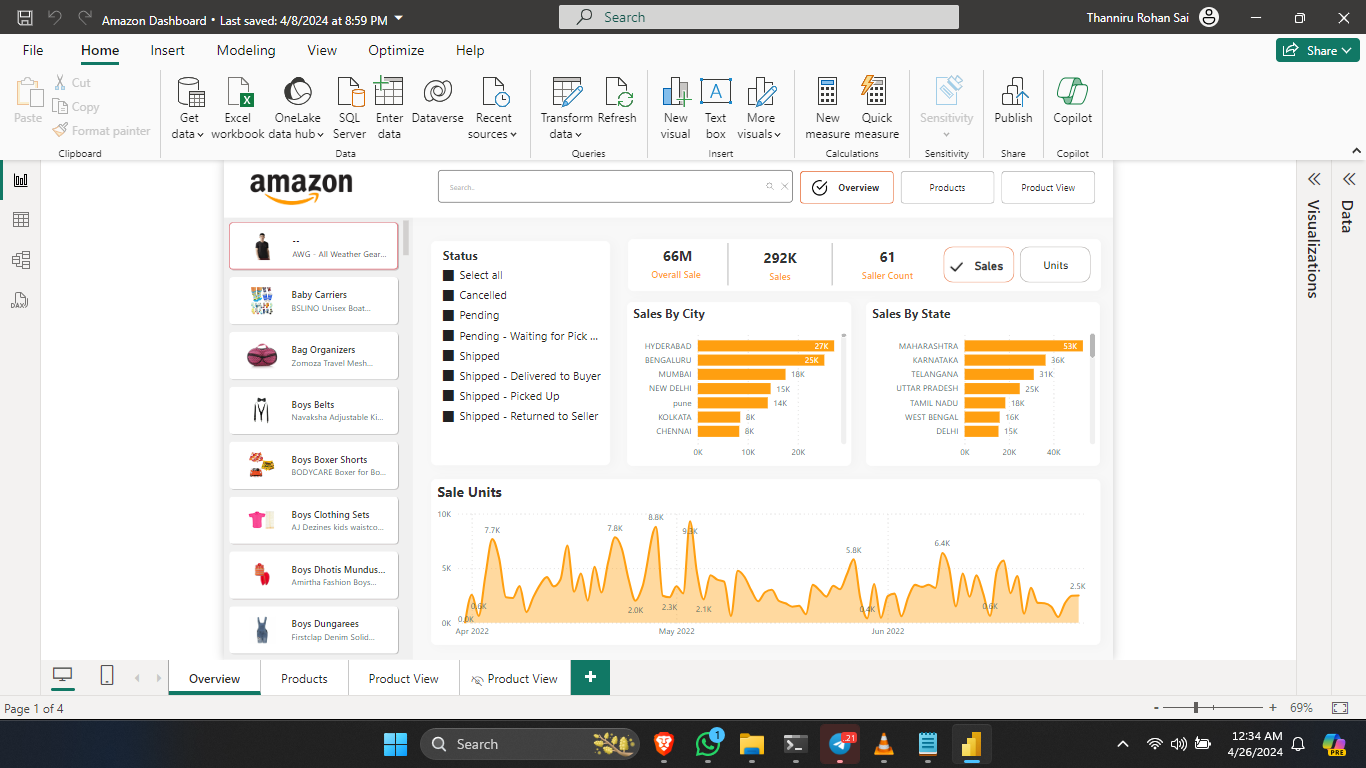 Amazon Dashboard • Last saved: 4/8/2024 at 8:59 PM
Search
Thanniru Rohan Sai
File Home Insert Modeling View Optimize Help
Share
Paste
Cut
Copy
Format painter
Clipboard
Get data
Excel workbook
OneLake data hub
SQL Server
Enter data
Dataverse
Recent sources
Data
Transform data
Refresh
Queries
New visual
Text box
More visuals
Insert
New measure
Quick measure
Calculations
Sensitivity
Sensitivity
Publish
Share
Copilot
Copilot
DAX
amazon
Search..
Overview
Products
Product View
--
AWG - All Weather Gear...
Baby Carriers
BSLINO Unisex Boat...
Bag Organizers
Zomoza Travel Mesh...
Boys Belts
Navaksha Adjustable Ki...
Boys Boxer Shorts
BODYCARE Boxer for Bo...
Boys Clothing Sets
AJ Dezines kids waistco...
Boys Dhotis Mundus...
Amirtha Fashion Boys...
Boys Dungarees
Firstclap Denim Solid...
Status
Select all
Cancelled
Pending
Pending - Waiting for Pick ...
Shipped
Shipped - Delivered to Buyer
Shipped - Picked Up
Shipped - Returned to Seller
66M
Overall Sale
292K
Sales
61
Saller Count
Sales
Units
Sales By City
HYDERABAD 27K
BENGALURU 25K
MUMBAI 18K
NEW DELHI 15K
pune 14K
KOLKATA 8K
CHENNAI 8K
0K 10K 20K
Sales By State
MAHARASHTRA 53K
KARNATAKA 36K
TELANGANA 31K
UTTAR PRADESH 25K
TAMIL NADU 18K
WEST BENGAL 16K
DELHI 15K
0K 20K 40K
Sale Units
10K
5K
0K
0.0K
0.6K
7.7K
7.8K
2.0K
8.8K
2.3K
9.3K
2.1K
5.8K
0.4K
6.4K
0.6K
2.5K
Apr 2022 May 2022 Jun 2022
Visualizations
Data
Overview
Products
Product View
Product View
+
Page 1 of 4
- + 69%
Search
1
21
12:34 AM
4/26/2024
PRE